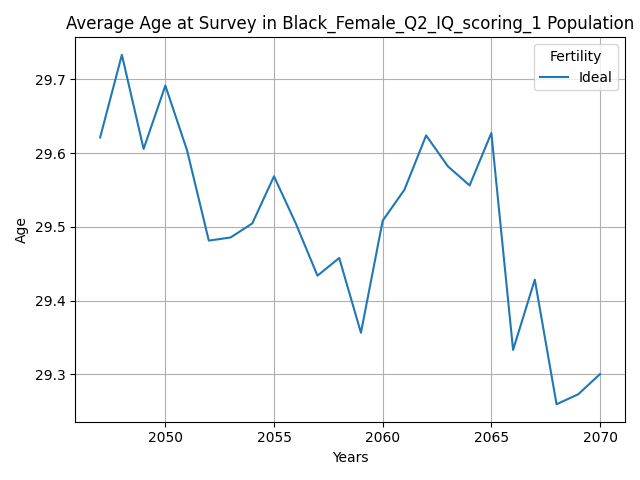 Average Age at Survey in Black_Female_Q2_IQ_scoring_1 Population
Fertility
Ideal
29.7
29.6
29.5
29.4
29.3
Age
2050 2055 2060 2065 2070
Years